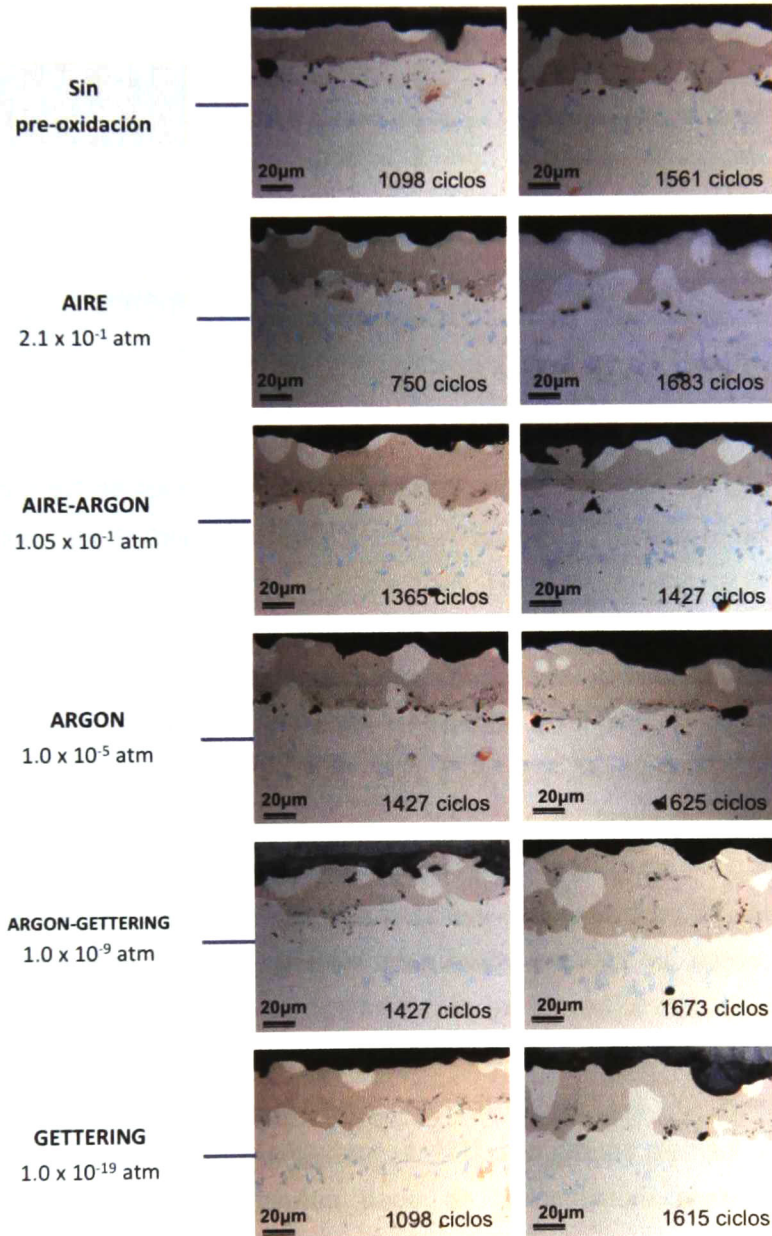 Sin
pre-oxidación
20µm
1098 ciclos
20µm
1561 ciclos
AIRE
2.1 x 10⁻¹ atm
20µm
750 ciclos
20µm
1683 ciclos
AIRE-ARGON
1.05 x 10⁻¹ atm
20µm
1365 ciclos
20µm
1427 ciclos
ARGON
1.0 x 10⁻⁵ atm
20µm
1427 ciclos
20µm
1625 ciclos
ARGON-GETTERING
1.0 x 10⁻⁹ atm
20µm
1427 ciclos
20µm
1673 ciclos
GETTERING
1.0 x 10⁻¹⁹ atm
20µm
1098 ciclos
20µm
1615 ciclos